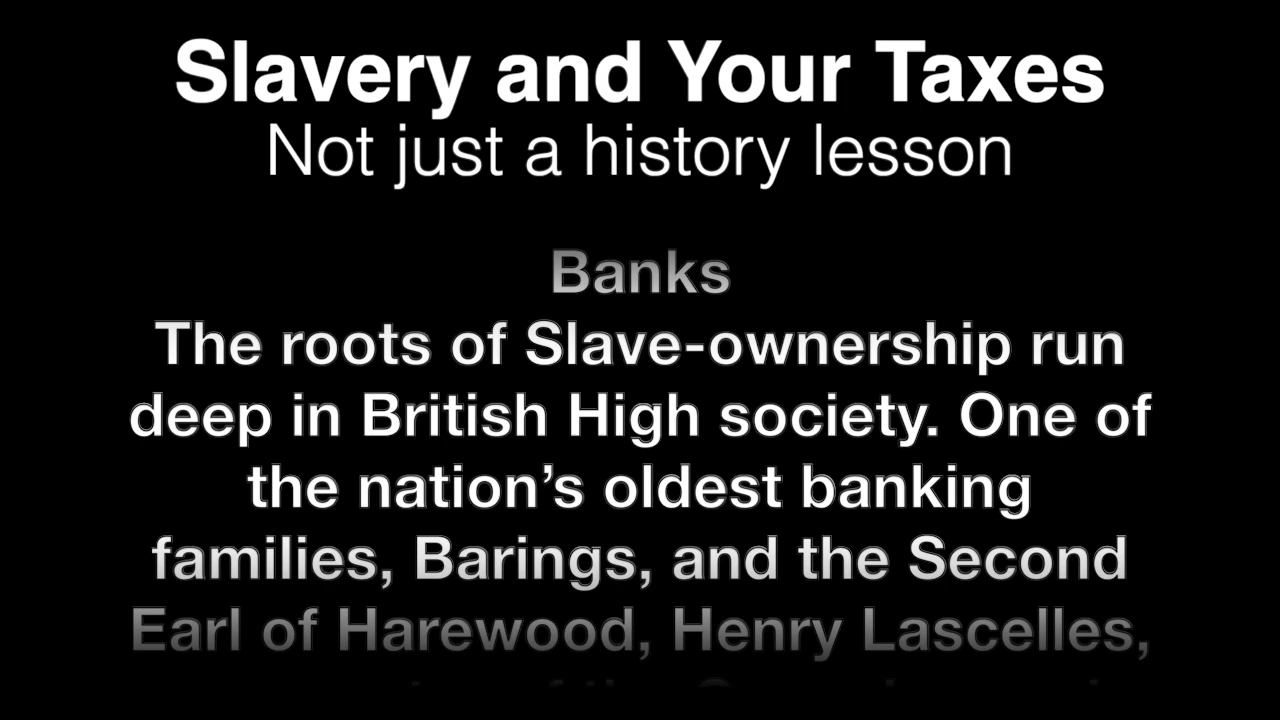 Slavery and Your Taxes
Not just a history lesson
Banks
The roots of Slave-ownership run
deep in British High society. One of
the nation’s oldest banking
families, Barings, and the Second
Earl of Harewood, Henry Lascelles,